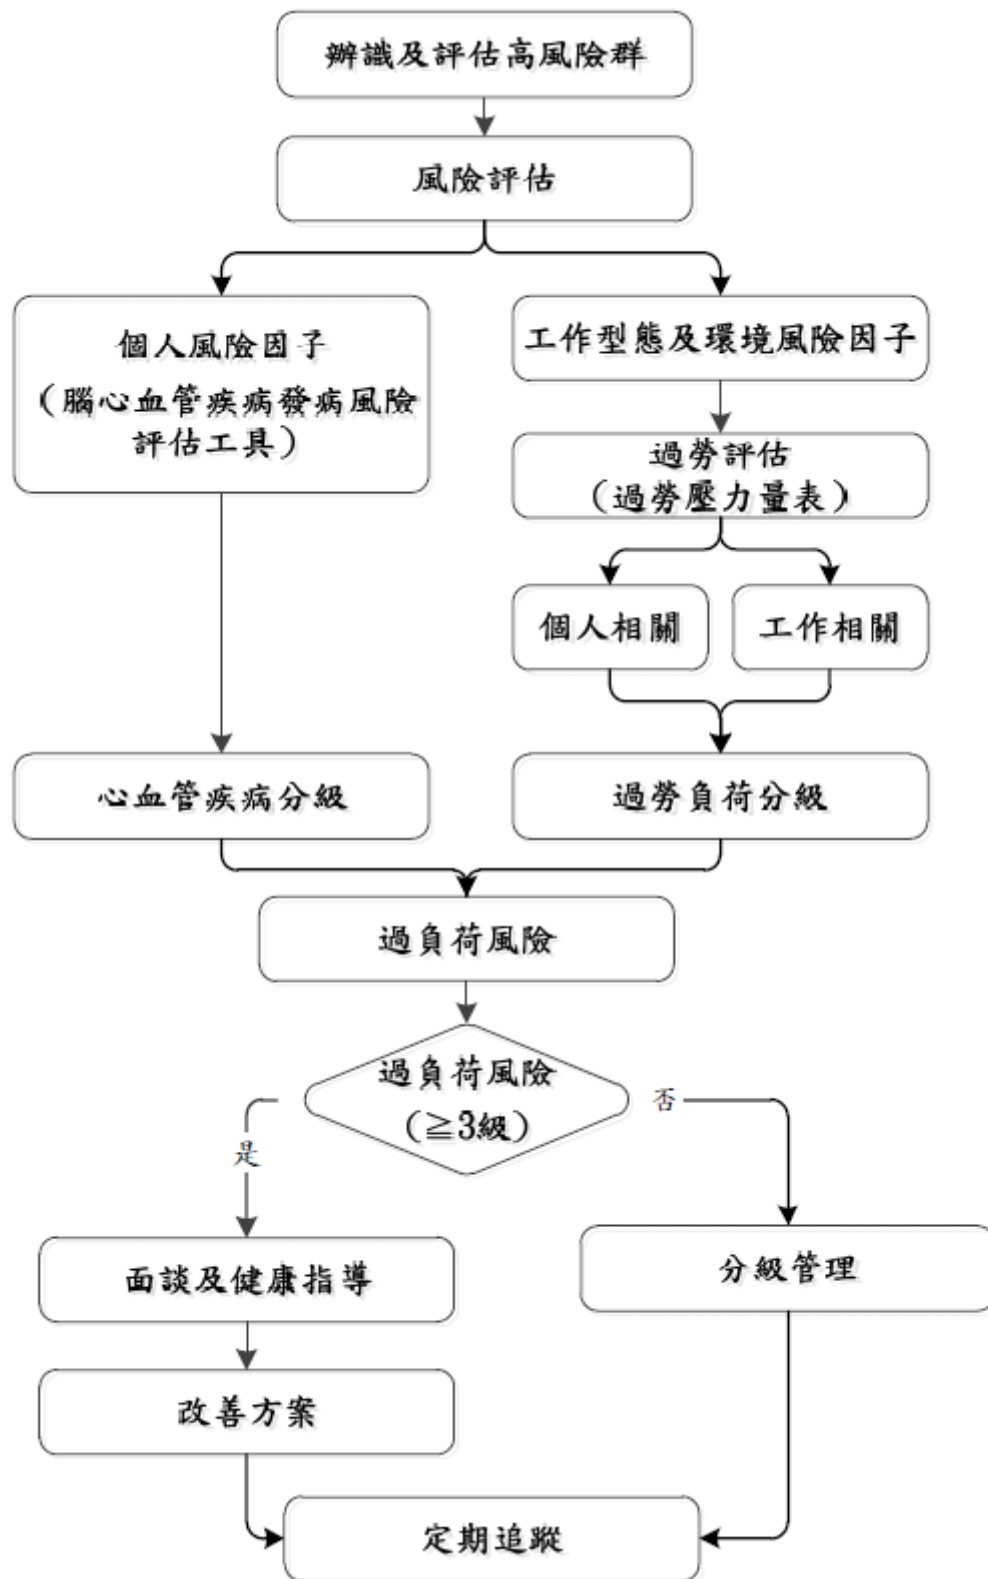 辨識及評估高風險群
風險評估
個人風險因子
（腦心血管疾病發病風險
評估工具）
工作型態及環境風險因子
過勞評估
（過勞壓力量表）
個人相關
工作相關
心血管疾病分級
過勞負荷分級
過負荷風險
過負荷風險
（≧3級）
是
否
面談及健康指導
分級管理
改善方案
定期追蹤